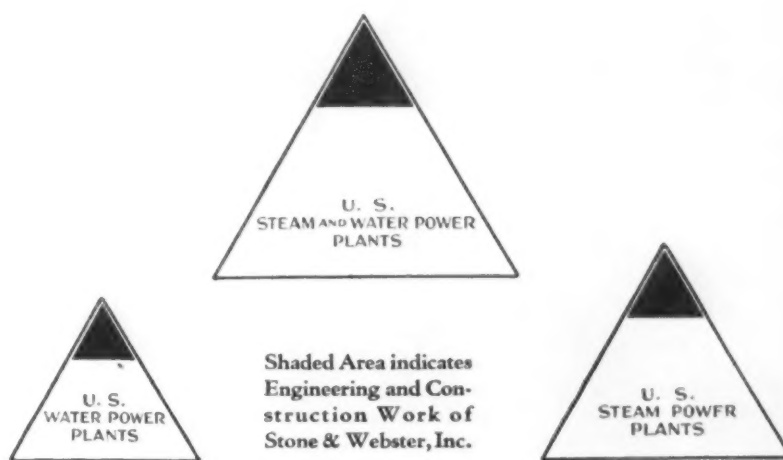 U. S.
STEAM AND WATER POWER
PLANTS
U. S.
WATER POWER
PLANTS
Shaded Area indicates
Engineering and Con-
struction Work of
Stone & Webster, Inc.
U. S.
STEAM POWER
PLANTS